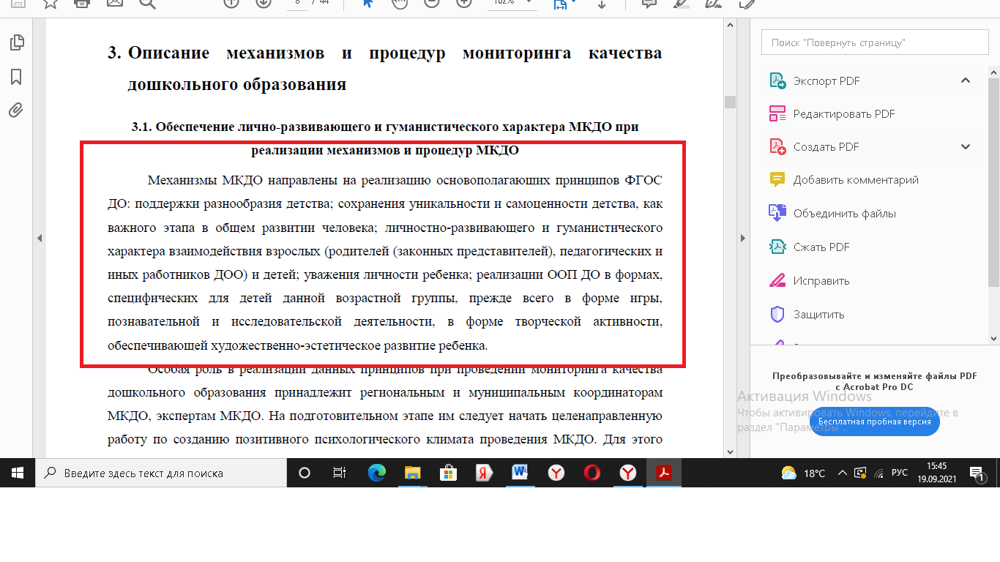 8 / 44
102%
3. Описание механизмов и процедур мониторинга качества
дошкольного образования
3.1. Обеспечение лично-развивающего и гуманистического характера МКДО при
реализации механизмов и процедур МКДО
Механизмы МКДО направлены на реализацию основополагающих принципов ФГОС
ДО: поддержки разнообразия детства; сохранения уникальности и самоценности детства, как
важного этапа в общем развитии человека; личностно-развивающего и гуманистического
характера взаимодействия взрослых (родителей (законных представителей), педагогических и
иных работников ДОО) и детей; уважения личности ребенка; реализации ООП ДО в формах,
специфических для детей данной возрастной группы, прежде всего в форме игры,
познавательной и исследовательской деятельности, в форме творческой активности,
обеспечивающей художественно-эстетическое развитие ребенка.
Особая роль в реализации данных принципов при проведении мониторинга качества
дошкольного образования принадлежит региональным и муниципальным координаторам
МКДО, экспертам МКДО. На подготовительном этапе им следует начать целенаправленную
работу по созданию позитивного психологического климата проведения МКДО. Для этого
Поиск "Повернуть страницу"
Экспорт PDF
Редактировать PDF
Создать PDF
Добавить комментарий
Объединить файлы
Сжать PDF
Исправить
Защитить
Преобразовывайте и изменяйте файлы PDF
с Acrobat Pro DC
Бесплатная пробная версия
Активация Windows
Чтобы активировать Windows, перейдите в
раздел "Параметры".
Введите здесь текст для поиска
18°C
РУС
15:45
19.09.2021
1